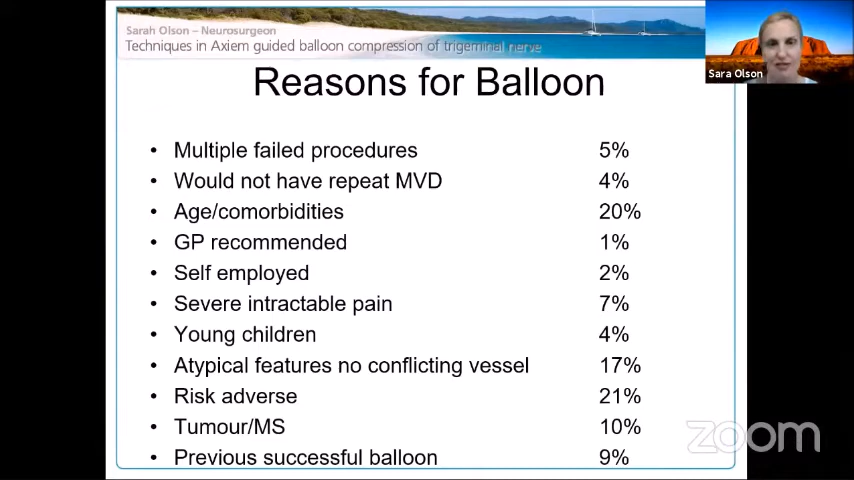 Sarah Olson – Neurosurgeon
Techniques in Axiem guided balloon compression of trigeminal nerve
Sara Olson
Reasons for Balloon
• Multiple failed procedures 5%
• Would not have repeat MVD 4%
• Age/comorbidities 20%
• GP recommended 1%
• Self employed 2%
• Severe intractable pain 7%
• Young children 4%
• Atypical features no conflicting vessel 17%
• Risk adverse 21%
• Tumour/MS 10%
• Previous successful balloon 9%
zoom